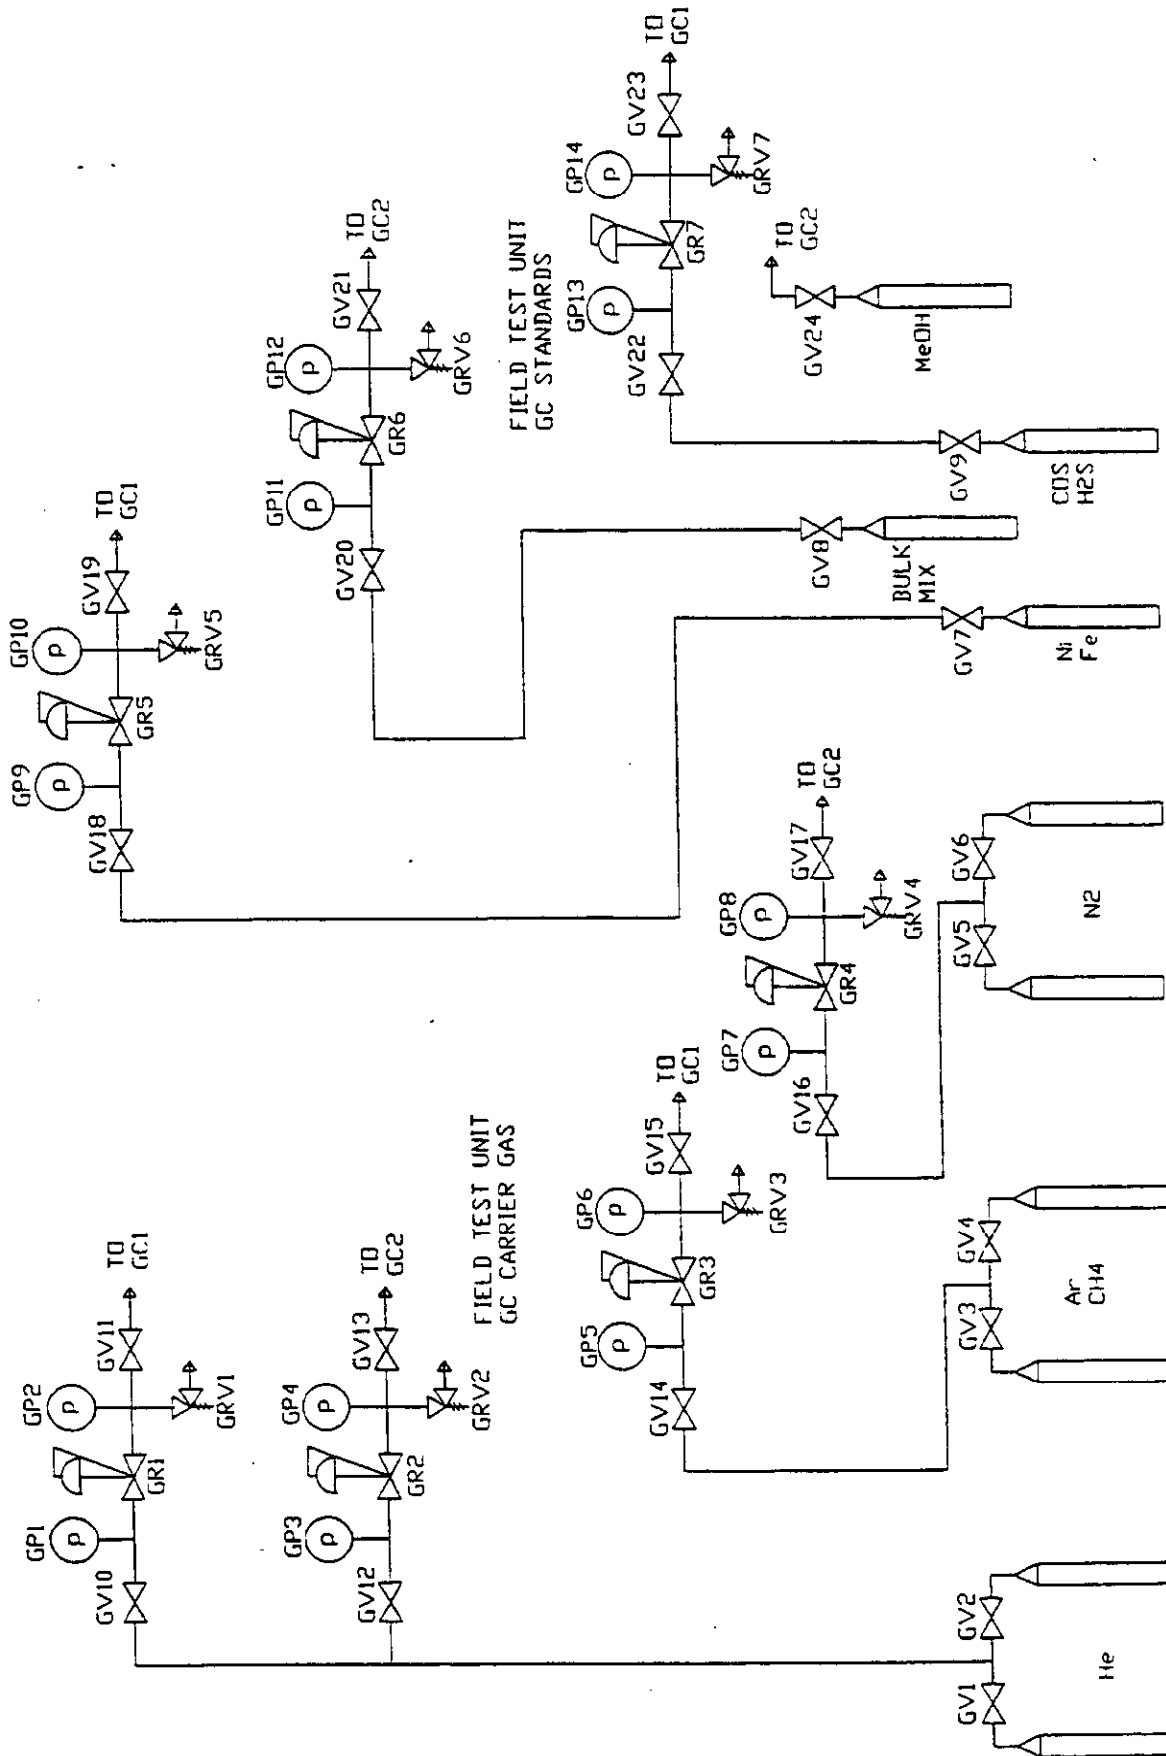 GP1
GV10
GR1
GP2
GRV1
GV11
TO
GC1
GP3
GV12
GR2
GP4
GRV2
GV13
TO
GC2
FIELD TEST UNIT
GC CARRIER GAS
GP5
GV14
GR3
GP6
GRV3
GV15
TO
GC1
GP7
GV16
GR4
GP8
GRV4
GV17
TO
GC2
GV1
GV2
He
GV3
GV4
Ar
CH4
GV5
GV6
N2
GP9
GV18
GR5
GP10
GRV5
GV19
TO
GC1
GP11
GV20
GR6
GP12
GRV6
GV21
TO
GC2
FIELD TEST UNIT
GC STANDARDS
GP13
GV22
GR7
GP14
GRV7
GV23
TO
GC1
GV7
Ni
Fe
GV8
BULK
MIX
GV9
COS
H2S
GV24
TO
GC2
MeOH
P
P
P
P
P
P
P
P
P
P
P
P
P
P